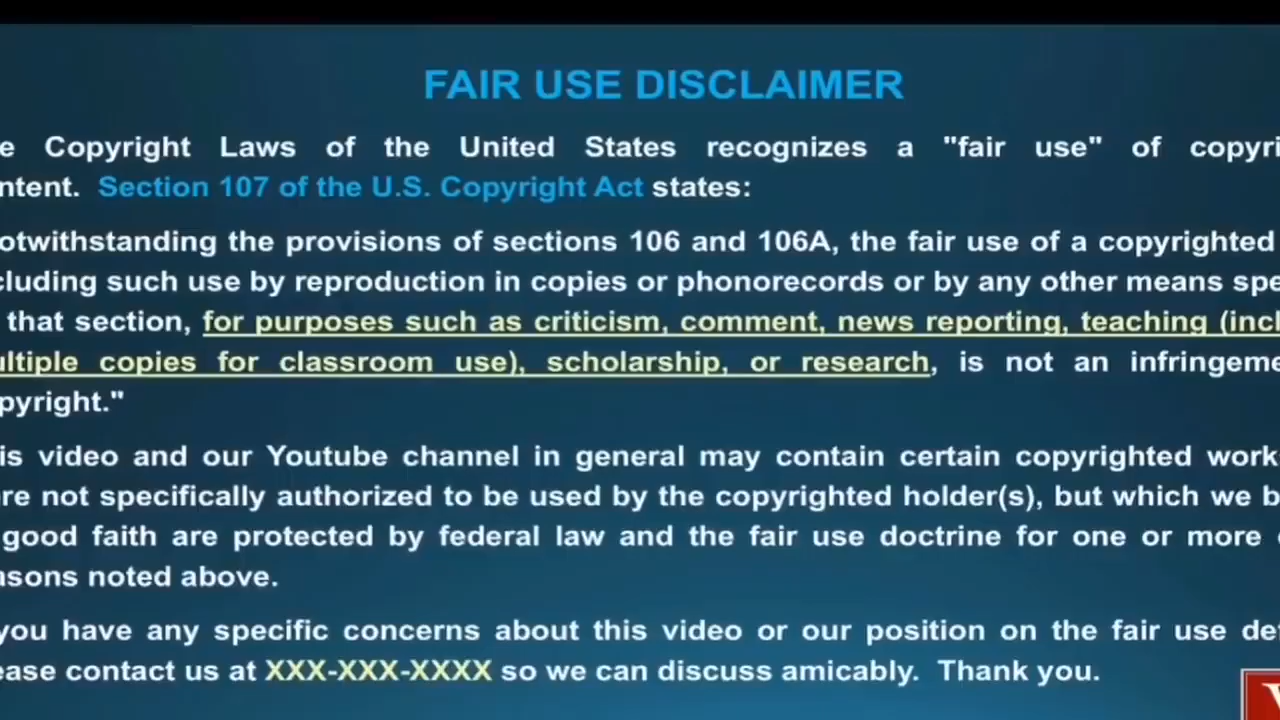 FAIR USE DISCLAIMER
e Copyright Laws of the United States recognizes a "fair use" of copyri
ntent. Section 107 of the U.S. Copyright Act states:
otwithstanding the provisions of sections 106 and 106A, the fair use of a copyrighted
cluding such use by reproduction in copies or phonorecords or by any other means spe
that section, for purposes such as criticism, comment, news reporting, teaching (incl
ultiple copies for classroom use), scholarship, or research, is not an infringeme
pyright."
is video and our Youtube channel in general may contain certain copyrighted work
re not specifically authorized to be used by the copyrighted holder(s), but which we b
good faith are protected by federal law and the fair use doctrine for one or more
asons noted above.
you have any specific concerns about this video or our position on the fair use de
ease contact us at XXX-XXX-XXXX so we can discuss amicably. Thank you.